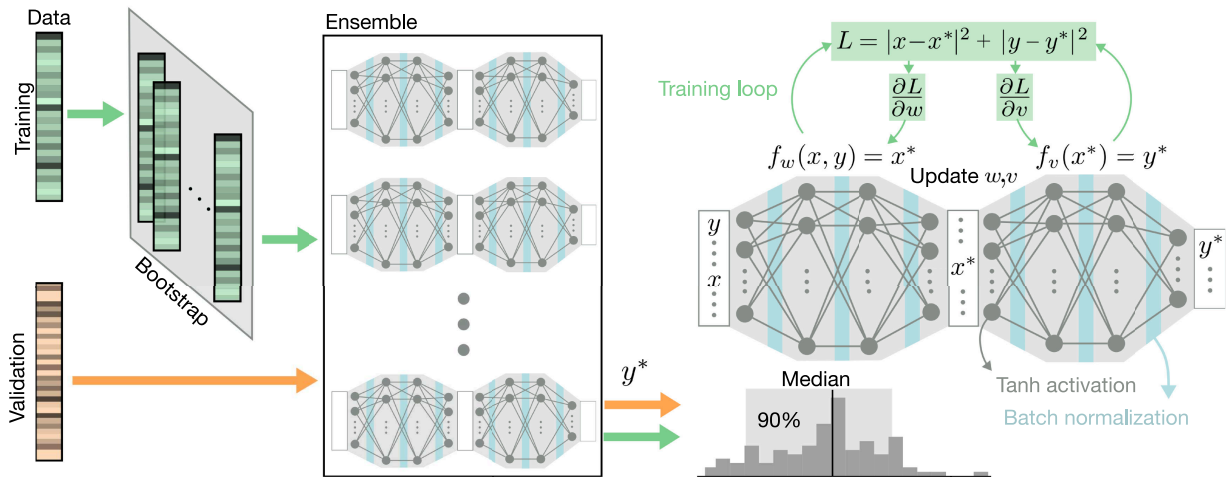 Data
Training
Bootstrap
Validation
Ensemble
y*
L = |x−x*|² + |y−y*|²
Training loop
∂L/∂w
∂L/∂v
f_w(x, y) = x*
f_v(x*) = y*
Update w,v
y
x
x*
y*
Tanh activation
Batch normalization
Median
90%